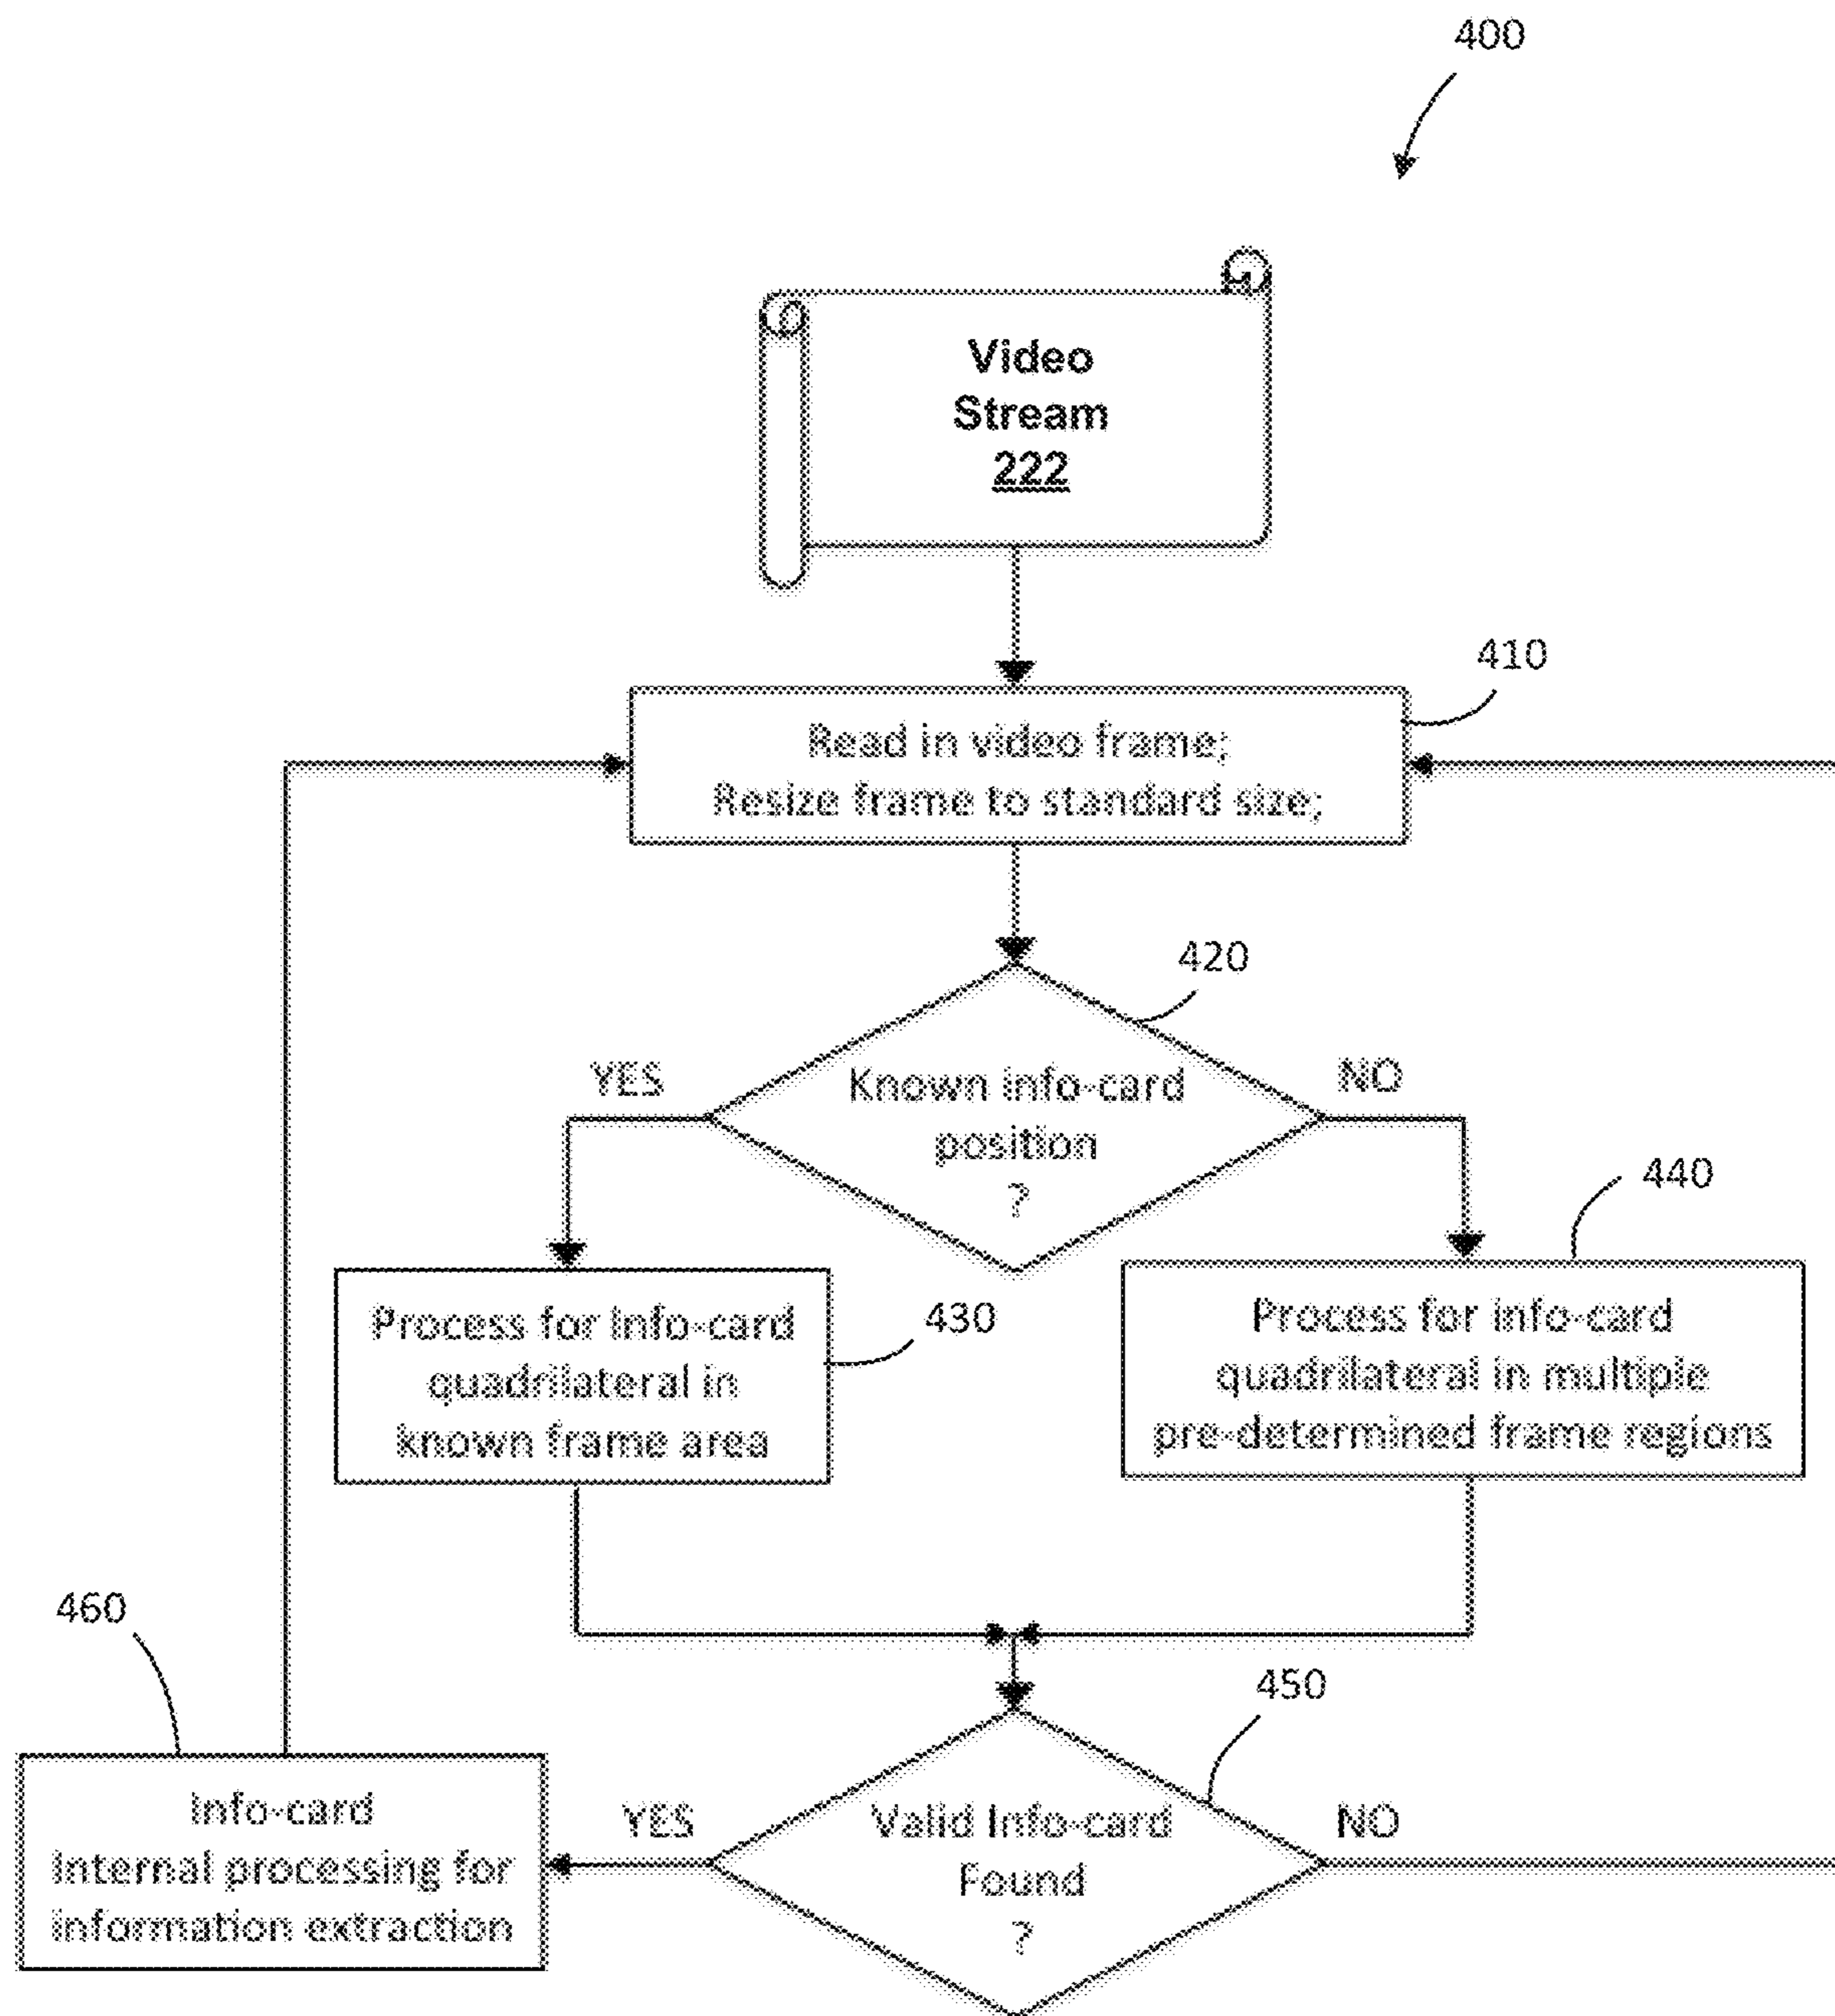 400
Video
Stream
222
410
Read in video frame;
Resize frame to standard size;
420
YES
Known info-card
position
?
NO
440
Process for Info-card
quadrilateral in
known frame area
430
Process for info-card
quadrilateral in multiple
pre-determined frame regions
460
450
Info-card
Internal processing for
information extraction
YES
Valid Info-card
Found
?
NO